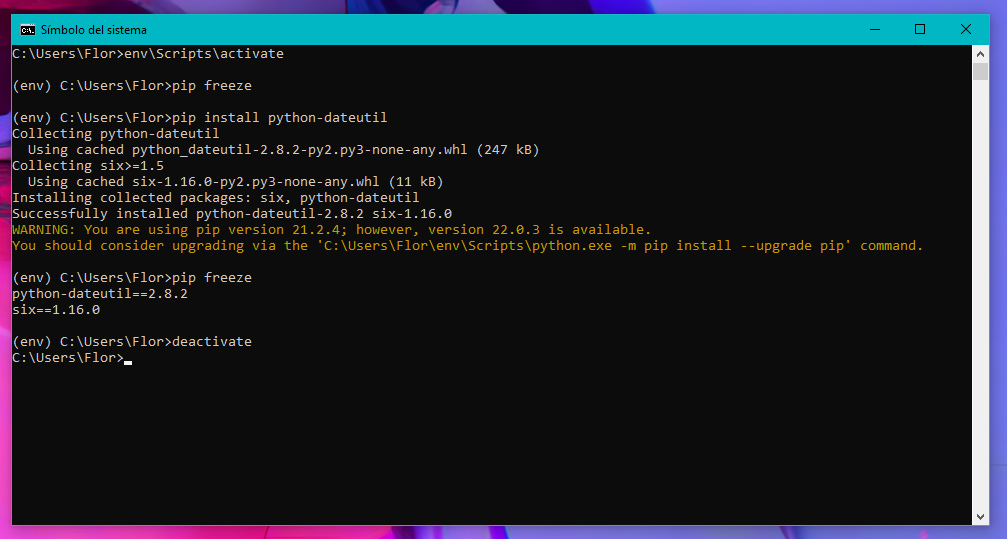 Símbolo del sistema
C:\Users\Flor>env\Scripts\activate
(env) C:\Users\Flor>pip freeze
(env) C:\Users\Flor>pip install python-dateutil
Collecting python-dateutil
  Using cached python_dateutil-2.8.2-py2.py3-none-any.whl (247 kB)
Collecting six>=1.5
  Using cached six-1.16.0-py2.py3-none-any.whl (11 kB)
Installing collected packages: six, python-dateutil
Successfully installed python-dateutil-2.8.2 six-1.16.0
WARNING: You are using pip version 21.2.4; however, version 22.0.3 is available.
You should consider upgrading via the 'C:\Users\Flor\env\Scripts\python.exe -m pip install --upgrade pip' command.
(env) C:\Users\Flor>pip freeze
python-dateutil==2.8.2
six==1.16.0
(env) C:\Users\Flor>deactivate
C:\Users\Flor>